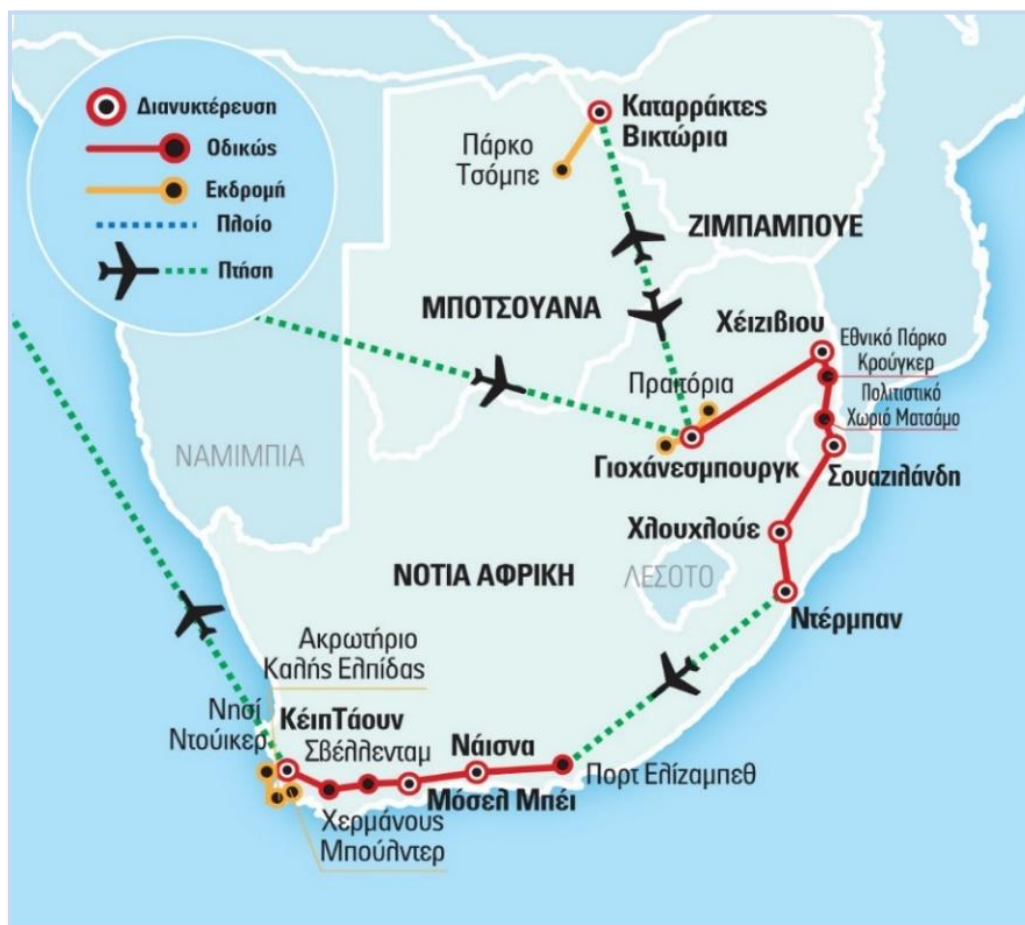 Διανυκτέρευση
Οδικώς
Εκδρομή
Πλοίο
Πτήση
Καταρράκτες
Βικτώρια
Πάρκο
Τσόμπε
ΖΙΜΠΑΜΠΟΥΕ
ΜΠΟΤΣΟΥΑΝΑ
Χέιζιβιου
Εθνικό Πάρκο
Κρούγκερ
Πολιτιστικό
Χωριό Ματσάμο
Πραιτόρια
ΝΑΜΙΜΠΙΑ
Γιοχάνεσμπουργκ
Σουαζιλάνδη
Χλουχλούε
ΝΟΤΙΑ ΑΦΡΙΚΗ
ΛΕΣΟΤΟ
Ντέρμπαν
Ακρωτήριο
Καλής Ελπίδας
Νησί
Ντούικερ
ΚέιπΤάουν
Σβέλλενταμ
Νάισνα
Πορτ Ελίζαμπεθ
Μόσελ Μπέι
Χερμάνους
Μπούλντερ